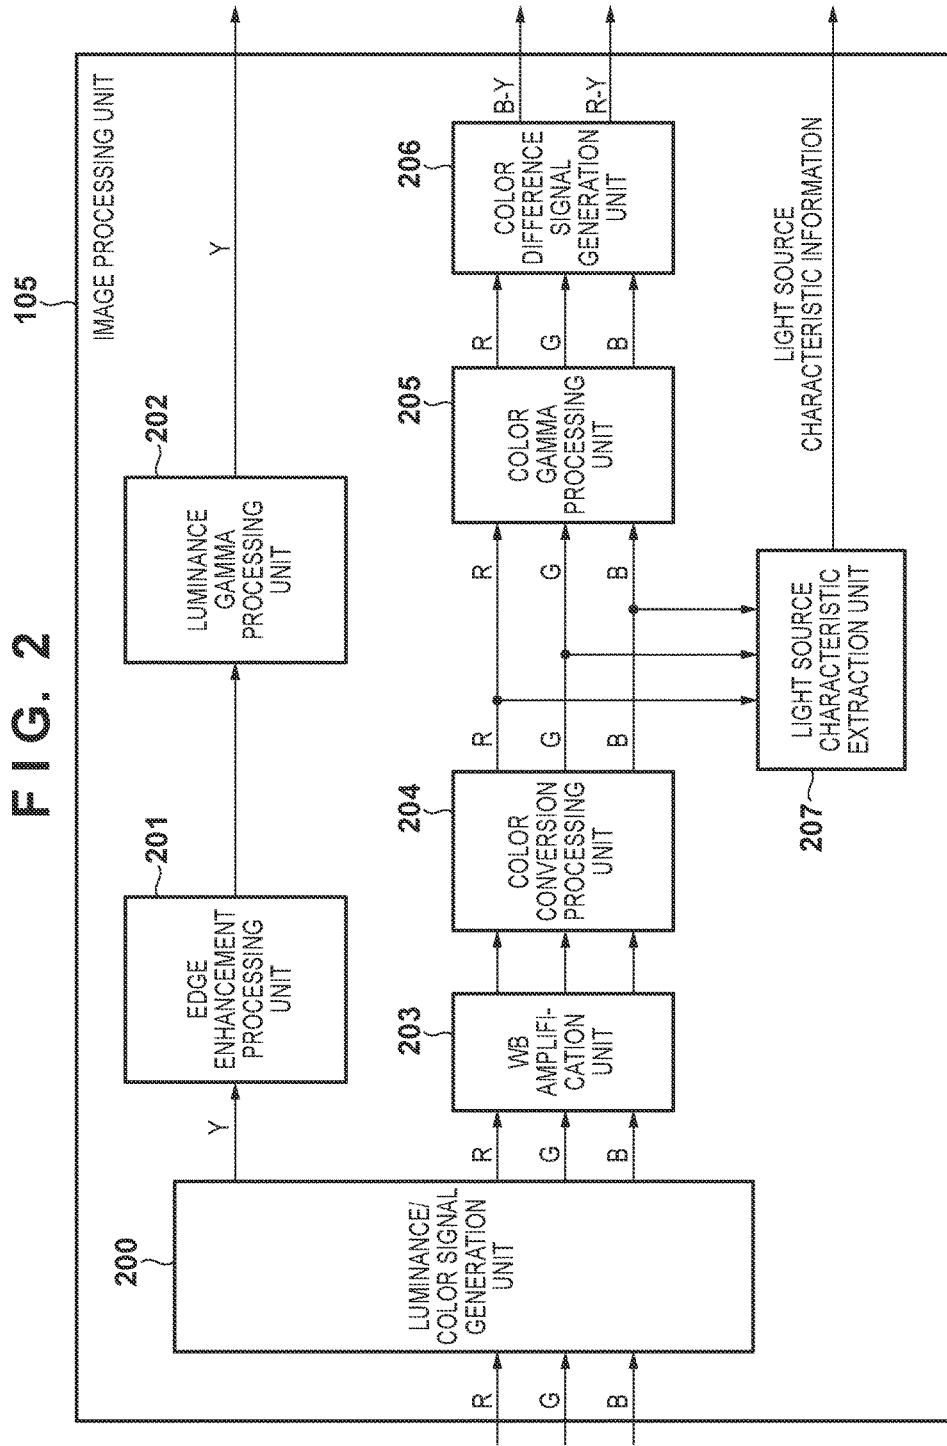 FIG. 2
105
IMAGE PROCESSING UNIT
200
LUMINANCE/
COLOR SIGNAL
GENERATION
UNIT
R
G
B
Y
201
EDGE
ENHANCEMENT
PROCESSING
UNIT
202
LUMINANCE
GAMMA
PROCESSING
UNIT
Y
R
G
B
203
WB
AMPLIFI-
CATION
UNIT
204
COLOR
CONVERSION
PROCESSING
UNIT
R
G
B
R
G
B
205
COLOR
GAMMA
PROCESSING
UNIT
R
G
B
206
COLOR
DIFFERENCE
SIGNAL
GENERATION
UNIT
B-Y
R-Y
207
LIGHT SOURCE
CHARACTERISTIC
EXTRACTION UNIT
LIGHT SOURCE
CHARACTERISTIC INFORMATION